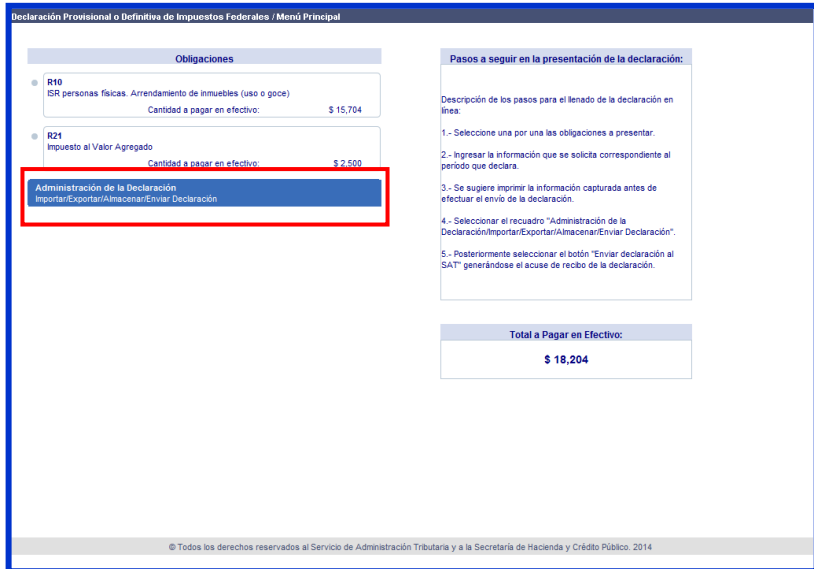 Declaración Provisional o Definitiva de Impuestos Federales / Menú Principal
Obligaciones
R10
ISR personas físicas. Arrendamiento de inmuebles (uso o goce)
Cantidad a pagar en efectivo: $ 15,704
R21
Impuesto al Valor Agregado
Cantidad a pagar en efectivo: $ 2,500
Administración de la Declaración
Importar/Exportar/Almacenar/Enviar Declaración
Pasos a seguir en la presentación de la declaración:
Descripción de los pasos para el llenado de la declaración en
línea:
1.- Seleccione una por una las obligaciones a presentar.
2.- Ingresar la información que se solicita correspondiente al
período que declara.
3.- Se sugiere imprimir la información capturada antes de
efectuar el envío de la declaración.
4.- Seleccionar el recuadro "Administración de la
Declaración/Importar/Exportar/Almacenar/Enviar Declaración".
5.- Posteriormente seleccionar el botón "Enviar declaración al
SAT" generándose el acuse de recibo de la declaración.
Total a Pagar en Efectivo:
$ 18,204
© Todos los derechos reservados al Servicio de Administración Tributaria y a la Secretaría de Hacienda y Crédito Público. 2014